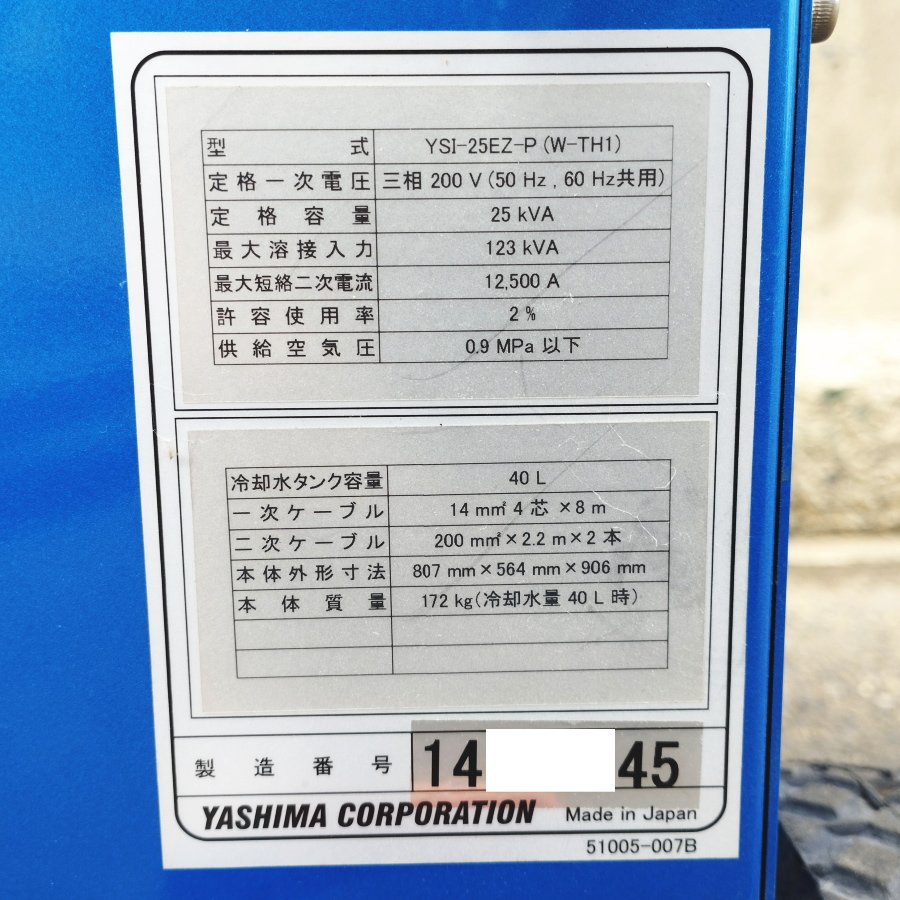 型式 YSI-25EZ-P (W-TH1)
定格一次電圧 三相 200 V (50 Hz , 60 Hz共用)
定格容量 25 kVA
最大溶接入力 123 kVA
最大短絡二次電流 12,500 A
許容使用率 2 %
供給空気圧 0.9 MPa 以下
冷却水タンク容量 40 L
一次ケーブル 14 mm² 4 芯 ×8 m
二次ケーブル 200 mm²×2.2 m×2 本
本体外形寸法 807 mm×564 mm×906 mm
本体質量 172 kg(冷却水量 40 L 時)
製造番号 14 45
YASHIMA CORPORATION Made in Japan
51005-007B